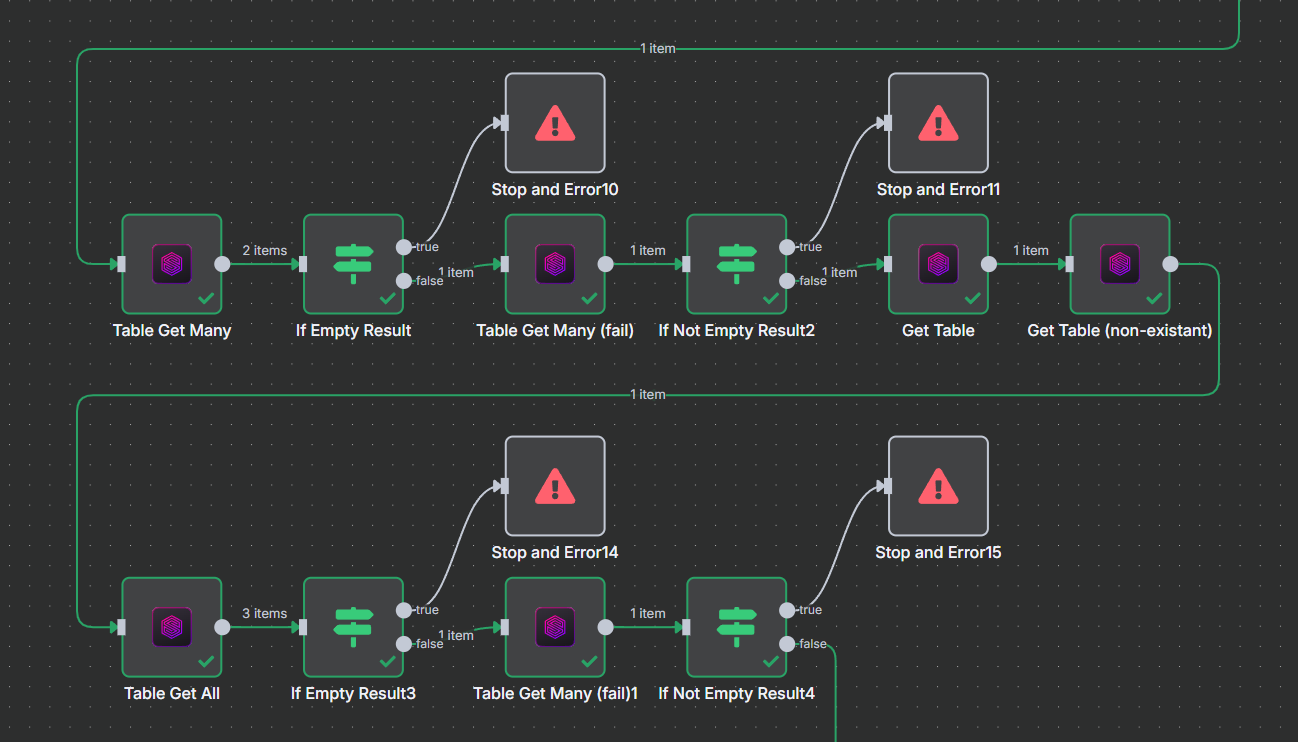 1 item
Stop and Error10
Stop and Error11
2 items
true
false
1 item
1 item
true
false
1 item
1 item
Table Get Many
If Empty Result
Table Get Many (fail)
If Not Empty Result2
Get Table
Get Table (non-existant)
1 item
Stop and Error14
Stop and Error15
3 items
true
false
1 item
1 item
true
false
Table Get All
If Empty Result3
Table Get Many (fail)1
If Not Empty Result4